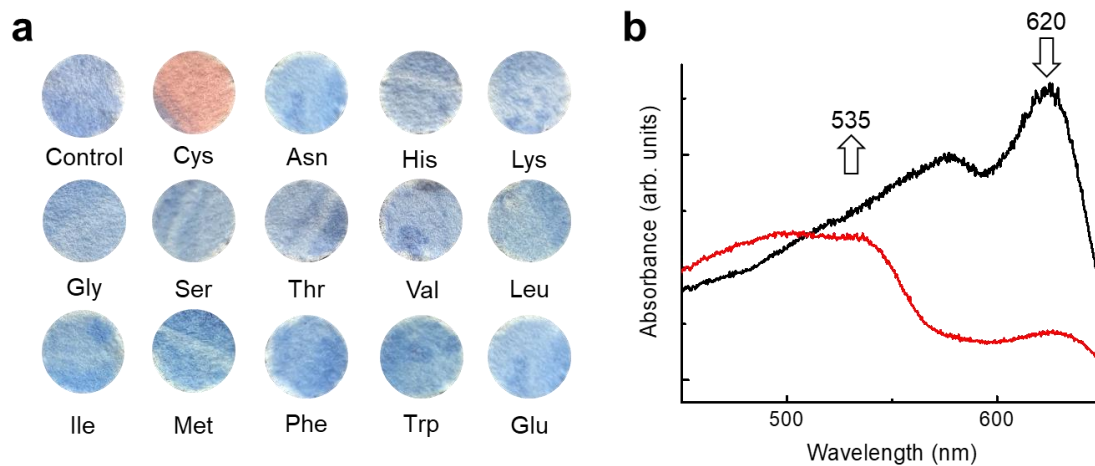 a
Control Cys Asn His Lys
Gly Ser Thr Val Leu
Ile Met Phe Trp Glu
b
620
535
Absorbance (arb. units)
500 600
Wavelength (nm)